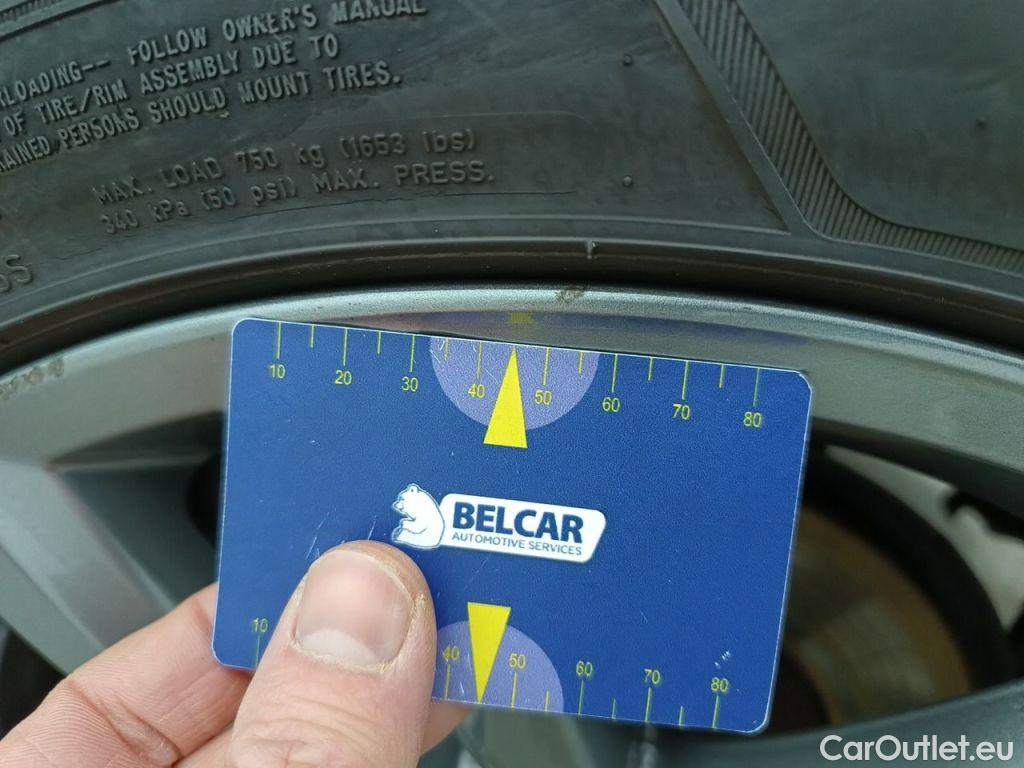 FOLLOW OWNER'S MANUAL
OF TIRE/RIM ASSEMBLY DUE TO
PERSONS SHOULD MOUNT TIRES.
MAX. LOAD 750 kg (1653 lbs)
340 kPa (50 psi) MAX. PRESS.
10 20 30 40 50 60 70 80
BELCAR
AUTOMOTIVE SERVICES
10 40 50 60 70 80
CarOutlet.eu